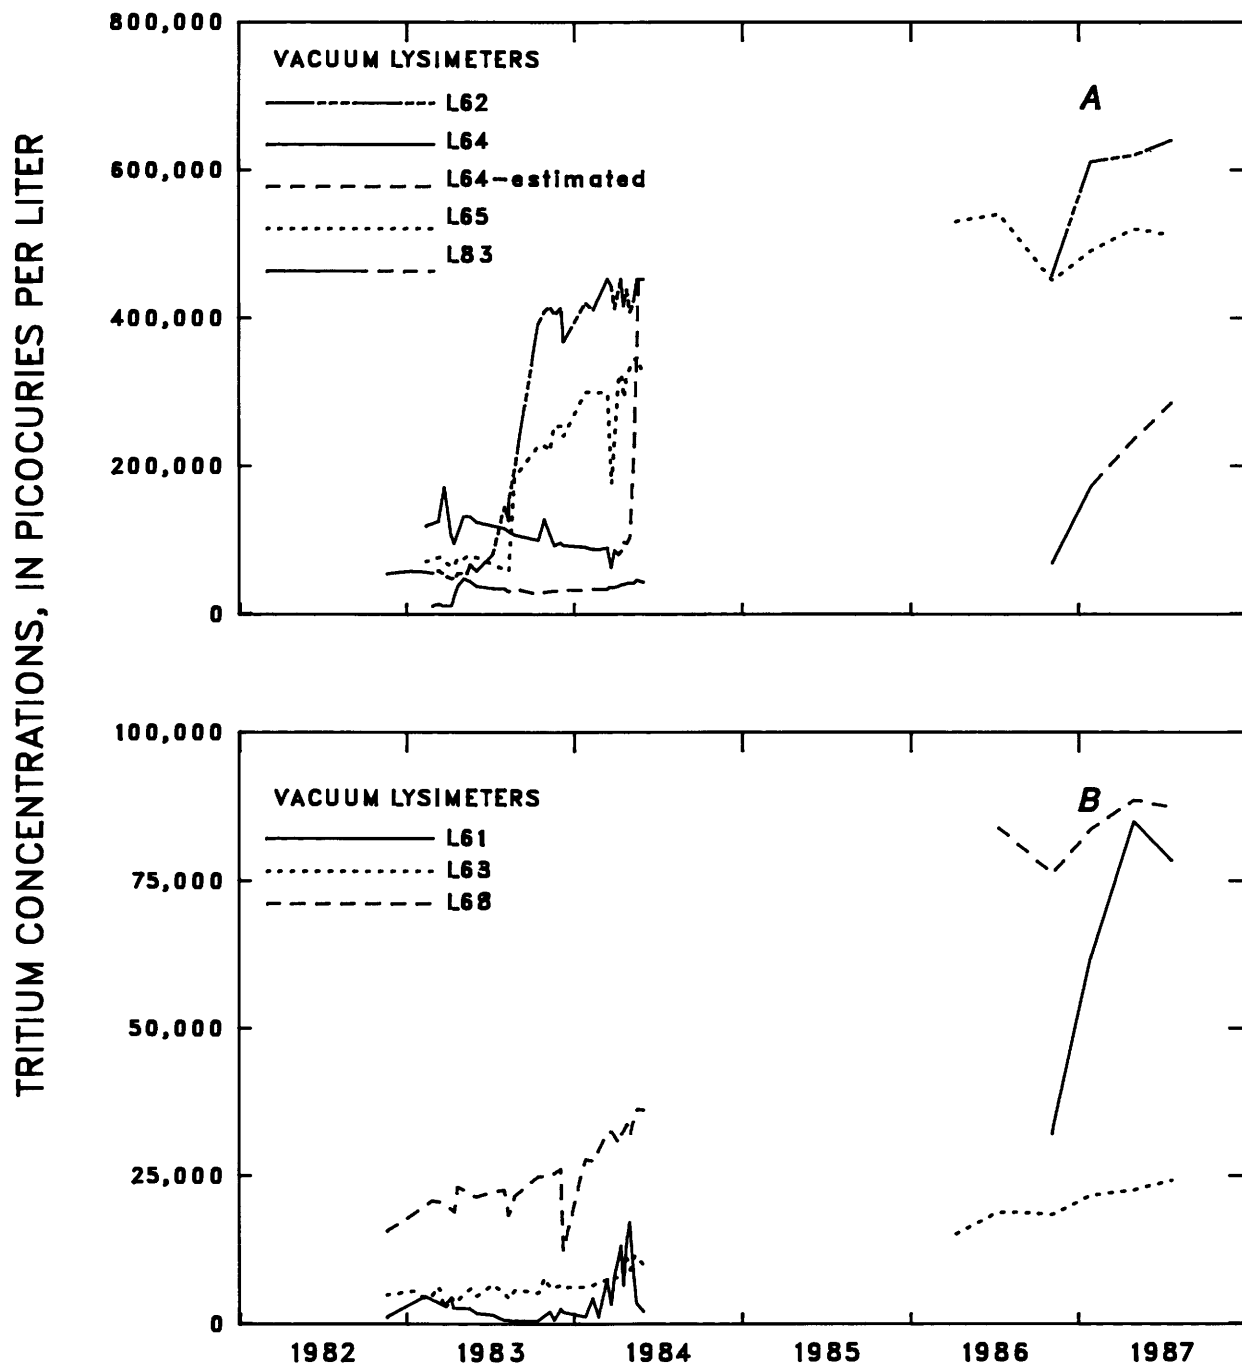 TRITIUM CONCENTRATIONS, IN PICOCURIES PER LITER
800,000
600,000
400,000
200,000
0
VACUUM LYSIMETERS
L62
L64
L64-estimated
L65
L83
A
100,000
75,000
50,000
25,000
0
VACUUM LYSIMETERS
L61
L63
L68
B
1982 1983 1984 1985 1986 1987